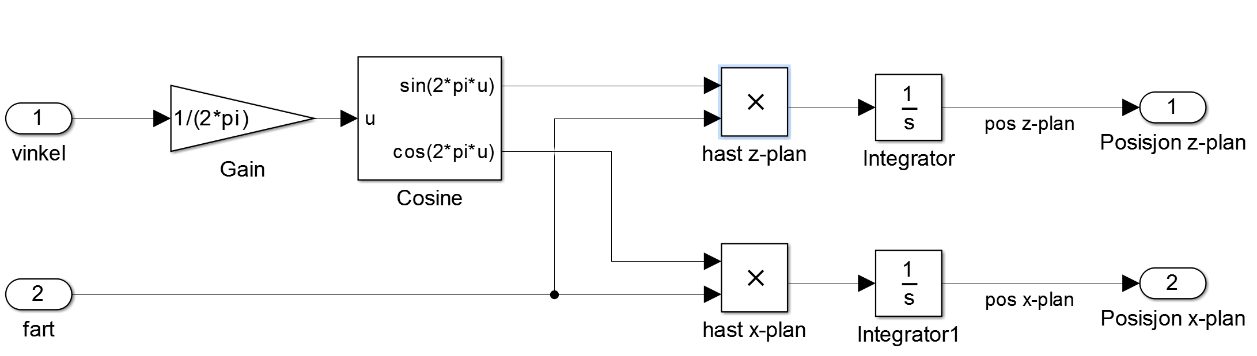 1
vinkel
1/(2*pi)
Gain
u
sin(2*pi*u)
cos(2*pi*u)
Cosine
×
hast z-plan
1
s
Integrator
pos z-plan
1
Posisjon z-plan
2
fart
×
hast x-plan
1
s
Integrator1
pos x-plan
2
Posisjon x-plan